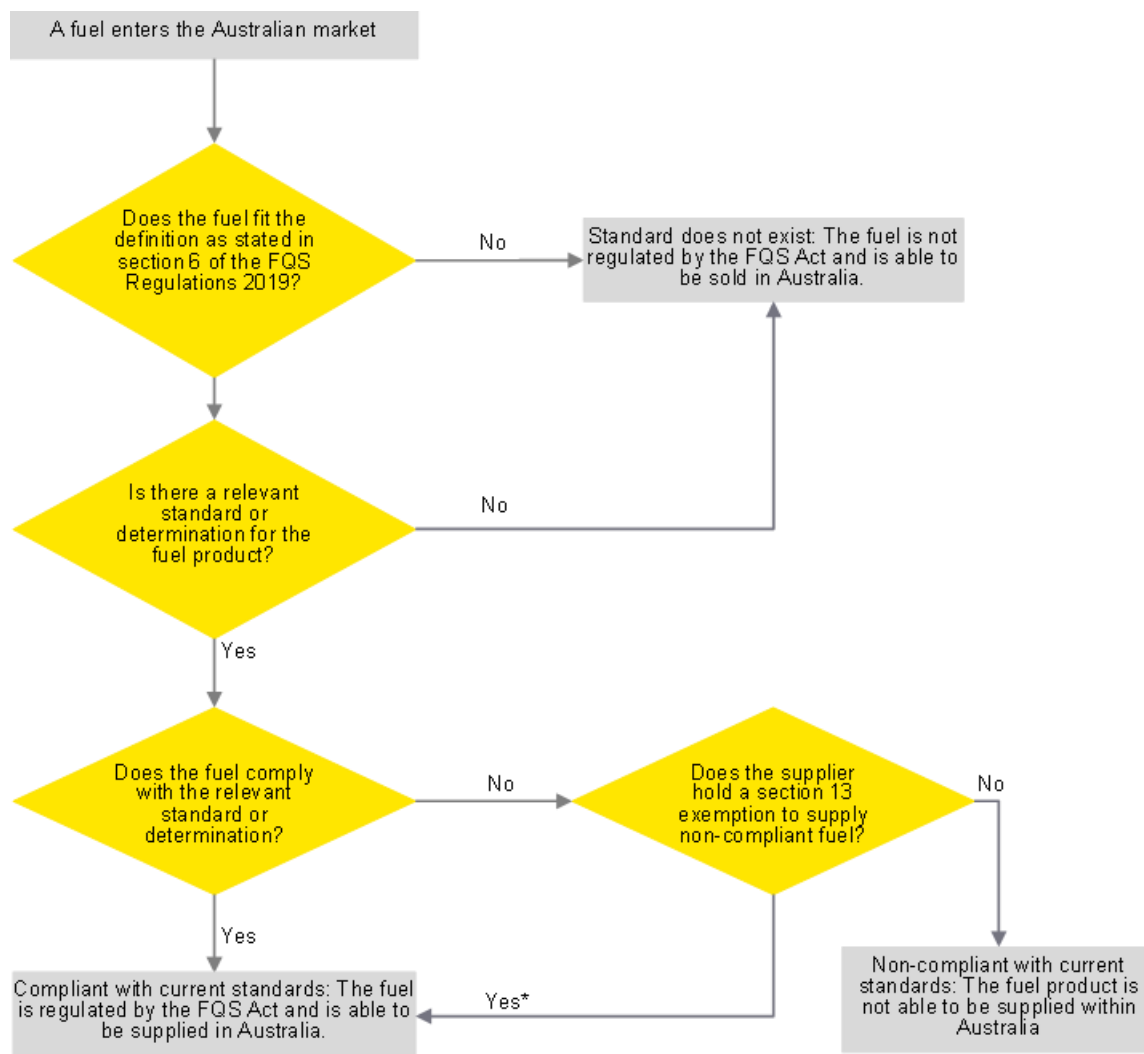 A fuel enters the Australian market
Does the fuel fit the
definition as stated in
section 6 of the FQS
Regulations 2019?
No
Standard does not exist: The fuel is not
regulated by the FQS Act and is able to
be sold in Australia.
Is there a relevant
standard or
determination for the
fuel product?
No
Yes
Does the fuel comply
with the relevant
standard or
determination?
No
Does the supplier
hold a section 13
exemption to supply
non-compliant fuel?
No
Yes
Compliant with current standards: The fuel
is regulated by the FQS Act and is able to
be supplied in Australia.
Yes*
Non-compliant with current
standards: The fuel product is
not able to be supplied within
Australia